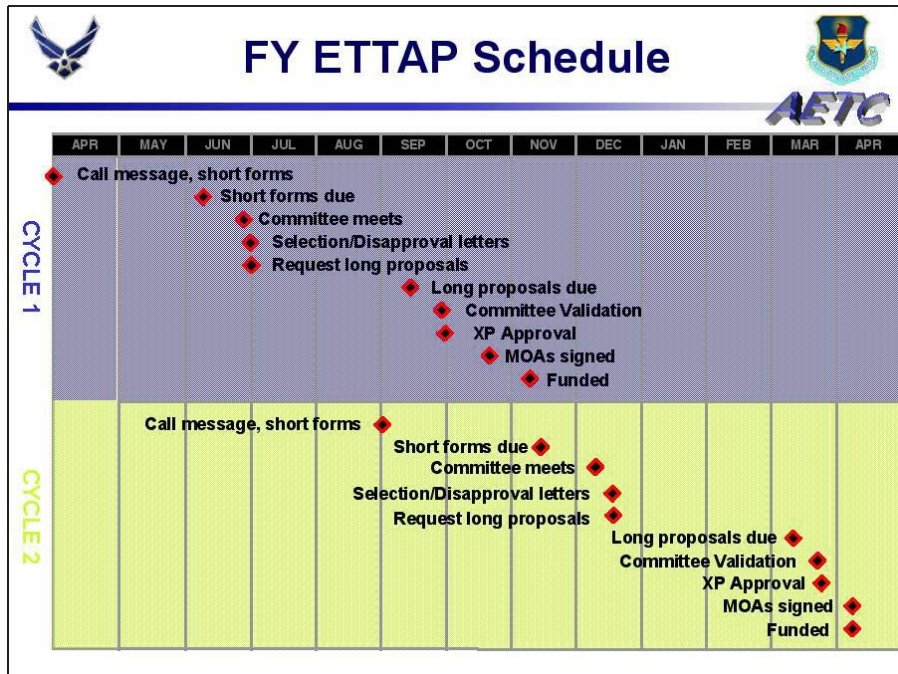 FY ETTAP Schedule
AETC
APR MAY JUN JUL AUG SEP OCT NOV DEC JAN FEB MAR APR
CYCLE 1
Call message, short forms
Short forms due
Committee meets
Selection/Disapproval letters
Request long proposals
Long proposals due
Committee Validation
XP Approval
MOAs signed
Funded
CYCLE 2
Call message, short forms
Short forms due
Committee meets
Selection/Disapproval letters
Request long proposals
Long proposals due
Committee Validation
XP Approval
MOAs signed
Funded